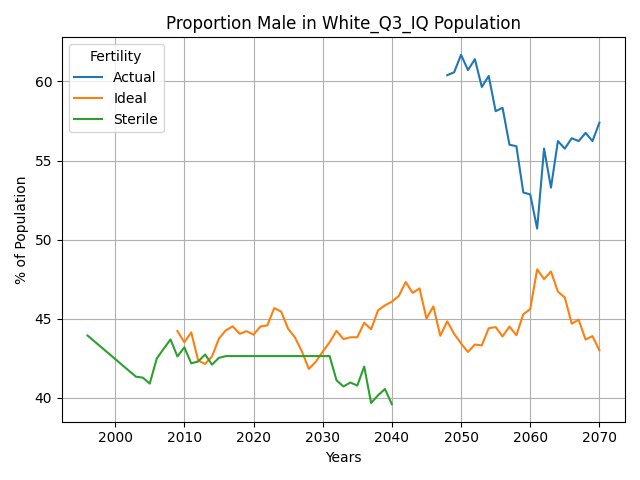 Proportion Male in White_Q3_IQ Population
Fertility
Actual
Ideal
Sterile
% of Population
60
55
50
45
40
2000
2010
2020
2030
2040
2050
2060
2070
Years